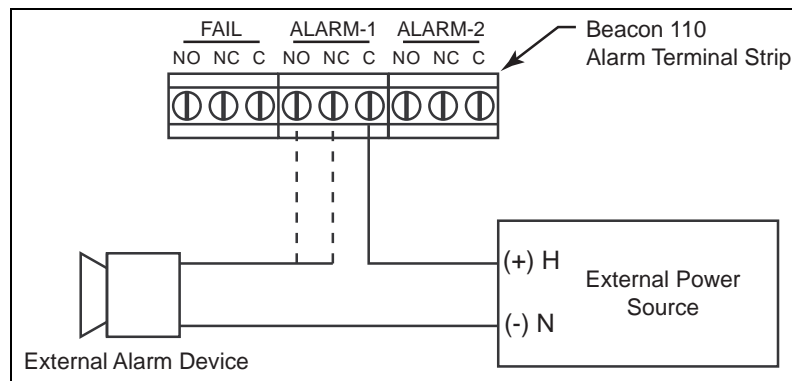 FAIL ALARM-1 ALARM-2
NO NC C NO NC C NO NC C
Beacon 110
Alarm Terminal Strip
(+) H
(-) N
External Power
Source
External Alarm Device